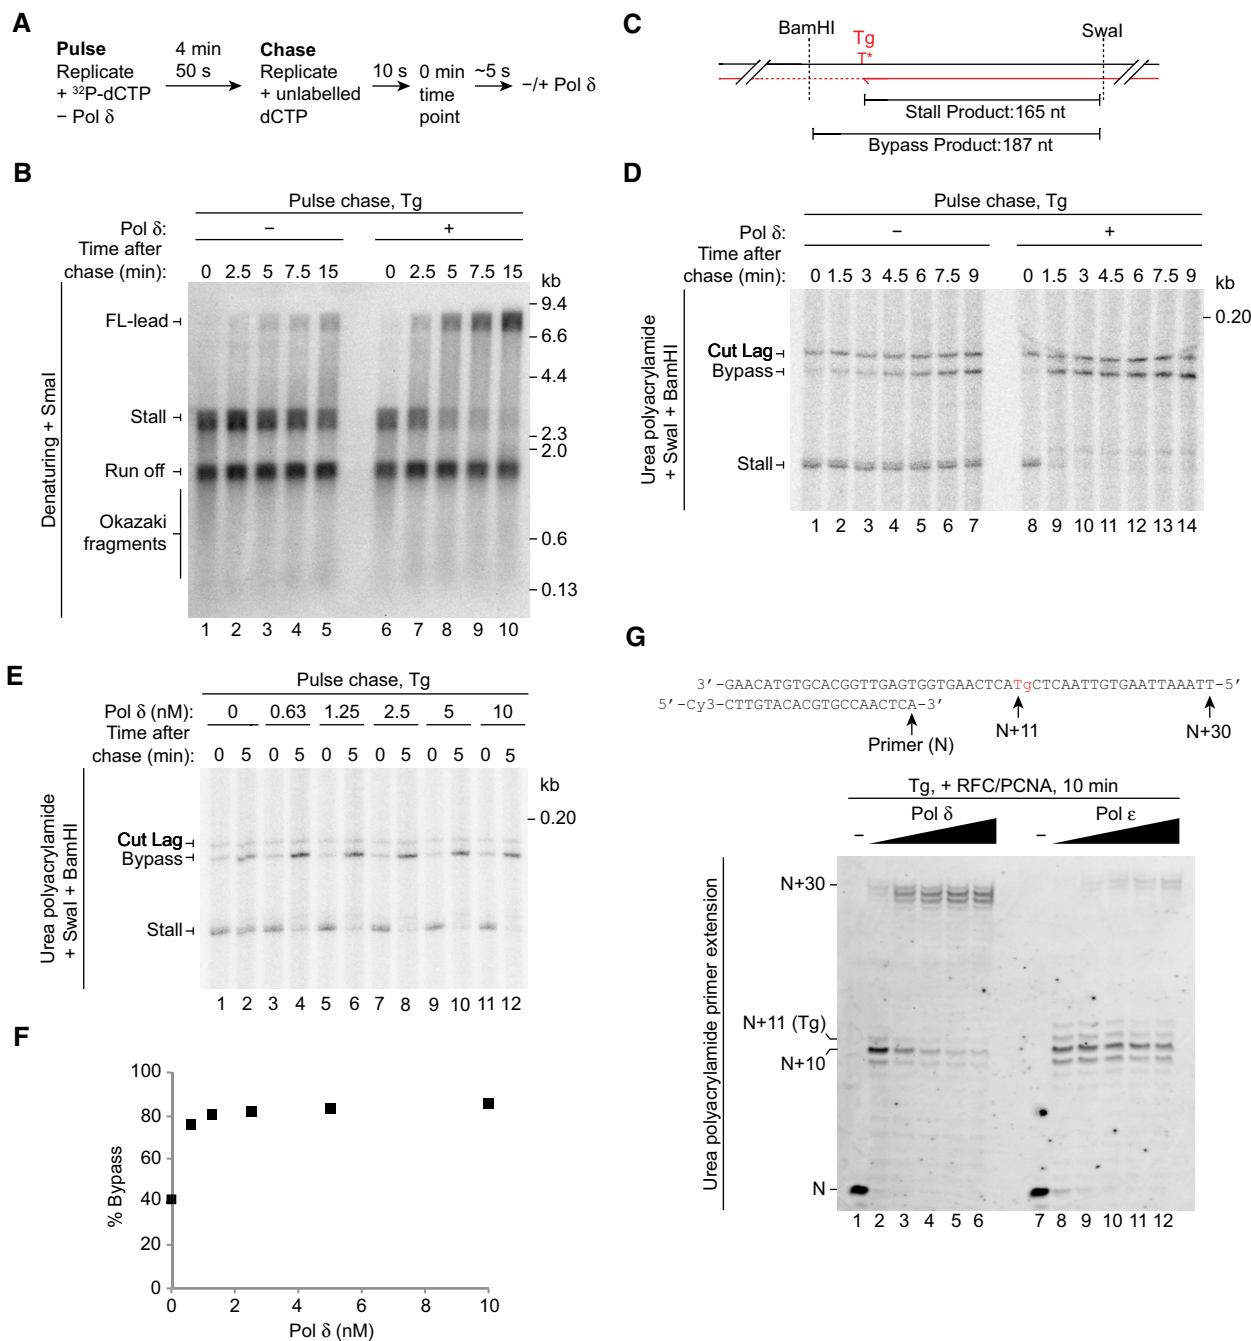 A
Pulse
Replicate
+ ³²P-dCTP
− Pol δ
4 min
50 s
Chase
Replicate
+ unlabelled
dCTP
10 s
0 min
time
point
~5 s
−/+ Pol δ
B
Pulse chase, Tg
Pol δ: − +
Time after
chase (min): 0 2.5 5 7.5 15 0 2.5 5 7.5 15
kb
Denaturing + SmaI
FL-lead
Stall
Run off
Okazaki
fragments
9.4
6.6
4.4
2.3
2.0
0.6
0.13
1 2 3 4 5 6 7 8 9 10
C
BamHI
Tg
T*
SwaI
Stall Product:165 nt
Bypass Product:187 nt
D
Pulse chase, Tg
Pol δ: − +
Time after
chase (min): 0 1.5 3 4.5 6 7.5 9 0 1.5 3 4.5 6 7.5 9
kb
0.20
Urea polyacrylamide
+ SwaI + BamHI
Cut Lag
Bypass
Stall
1 2 3 4 5 6 7 8 9 10 11 12 13 14
E
Pulse chase, Tg
Pol δ (nM): 0 0.63 1.25 2.5 5 10
Time after
chase (min): 0 5 0 5 0 5 0 5 0 5 0 5
kb
0.20
Urea polyacrylamide
+ SwaI + BamHI
Cut Lag
Bypass
Stall
1 2 3 4 5 6 7 8 9 10 11 12
F
% Bypass
100
80
60
40
20
0
0 2 4 6 8 10
Pol δ (nM)
G
3′-GAACATGTGCACGGTTGAGTGGTGAACTCATgCTCAATTGTGAATTAAATT-5′
5′-Cy3-CTTGTACACGTGCCAACTCA-3′
Primer (N)
N+11
N+30
Tg, + RFC/PCNA, 10 min
Pol δ Pol ε
− −
Urea polyacrylamide primer extension
N+30
N+11 (Tg)
N+10
N
1 2 3 4 5 6 7 8 9 10 11 12